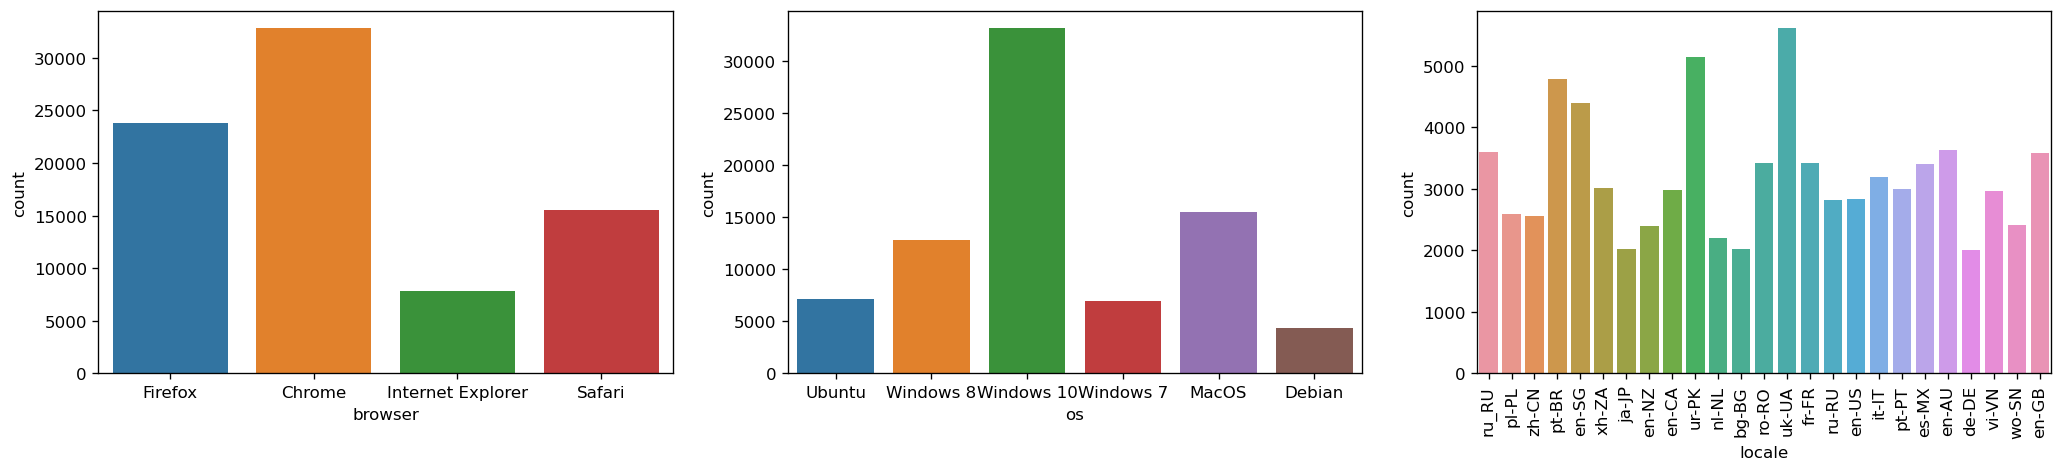 30000
25000
20000
15000
10000
5000
0
count
Firefox Chrome Internet Explorer Safari
browser
30000
25000
20000
15000
10000
5000
0
count
Ubuntu Windows 8 Windows 10 Windows 7 MacOS Debian
os
5000
4000
3000
2000
1000
0
count
ru_RU
pl-PL
zh-CN
pt-BR
en-SG
xh-ZA
ja-JP
en-NZ
en-CA
ur-PK
nl-NL
bg-BG
ro-RO
uk-UA
fr-FR
ru-RU
en-US
it-IT
pt-PT
es-MX
en-AU
de-DE
vi-VN
wo-SN
en-GB
locale